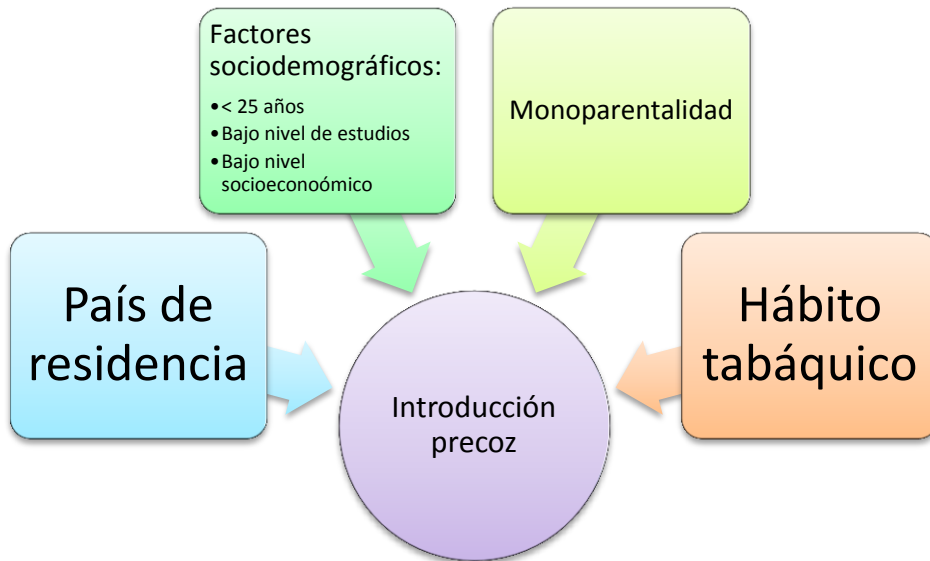 Factores
sociodemográficos:
•< 25 años
•Bajo nivel de estudios
•Bajo nivel
socioeconoómico
Monoparentalidad
País de
residencia
Hábito
tabáquico
Introducción
precoz